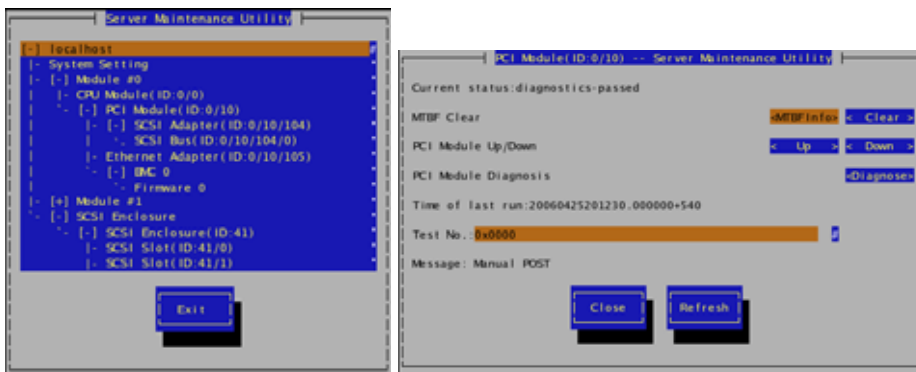 Server Maintenance Utility
[-] localhost
|- System Setting
|- [-] Module #0
| |- CPU Module(ID:0/0)
| `- [-] PCI Module(ID:0/10)
| |- [-] SCSI Adapter(ID:0/10/104)
| | `. SCSI Bus(ID:0/10/104/0)
| |- Ethernet Adapter(ID:0/10/105)
| `- [-] BMC 0
| `- Firmware 0
|- [+] Module #1
`- [-] SCSI Enclosure
`- [-] SCSI Enclosure(ID:41)
|- SCSI Slot(ID:41/0)
|- SCSI Slot(ID:41/1)
Exit
PCI Module(ID:0/10) -- Server Maintenance Utility
Current status:diagnostics-passed
MTBF Clear <MTBFInfo> < Clear >
PCI Module Up/Down < Up > < Down >
PCI Module Diagnosis <Diagnose>
Time of last run:20060425201230.000000+540
Test No.:0x0000 #
Message: Manual POST
Close Refresh